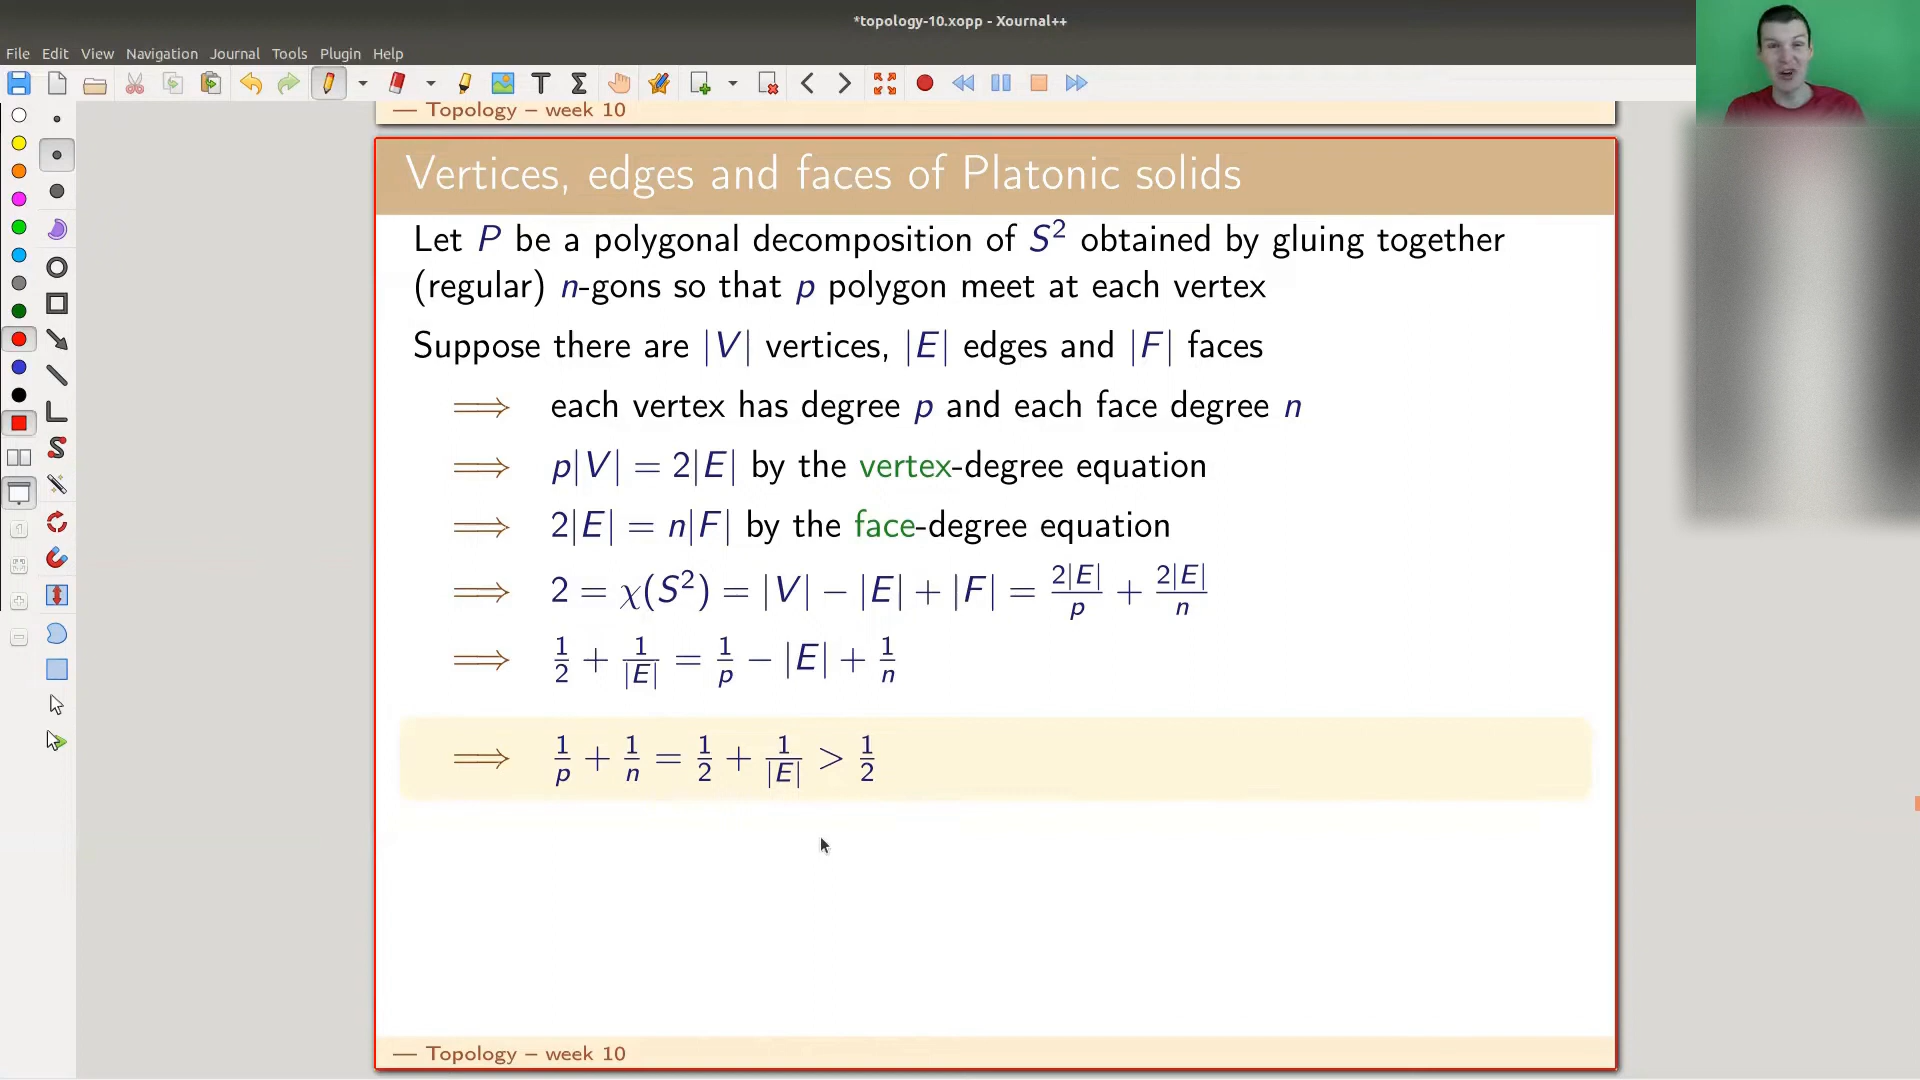 *topology-10.xopp - Xournal++
File Edit View Navigation Journal Tools Plugin Help
— Topology – week 10
Vertices, edges and faces of Platonic solids
Let P be a polygonal decomposition of S² obtained by gluing together
(regular) n-gons so that p polygon meet at each vertex
Suppose there are |V| vertices, |E| edges and |F| faces
⟹ each vertex has degree p and each face degree n
⟹ p|V| = 2|E| by the vertex-degree equation
⟹ 2|E| = n|F| by the face-degree equation
⟹ 2 = χ(S²) = |V| − |E| + |F| = 2|E|/p + 2|E|/n
⟹ 1/2 + 1/|E| = 1/p − |E| + 1/n
⟹ 1/p + 1/n = 1/2 + 1/|E| > 1/2
— Topology – week 10